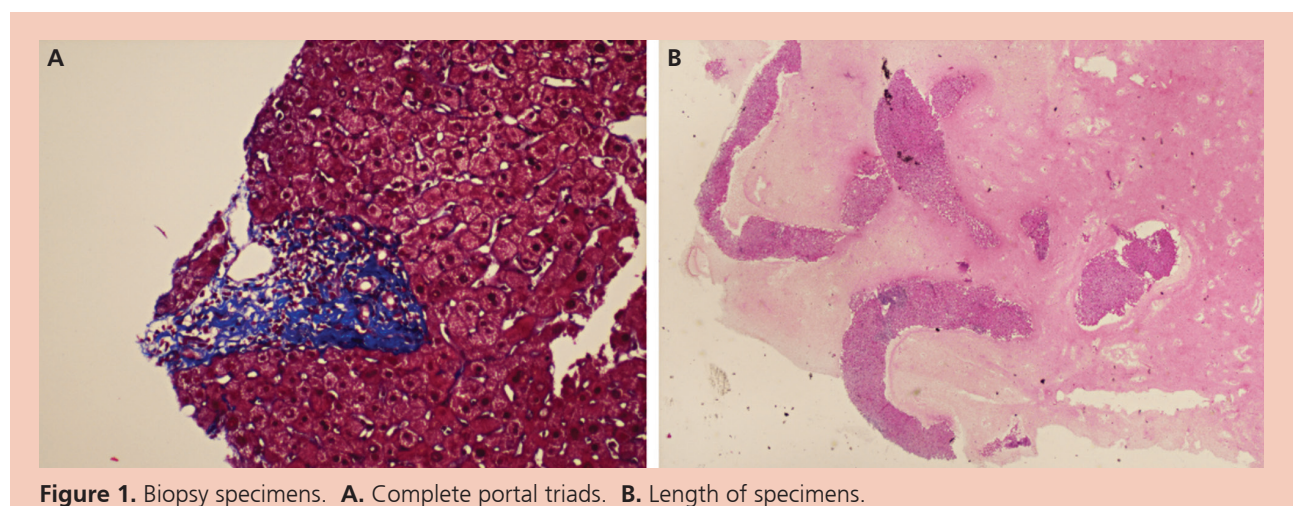 A
B
Figure 1. Biopsy specimens. A. Complete portal triads. B. Length of specimens.